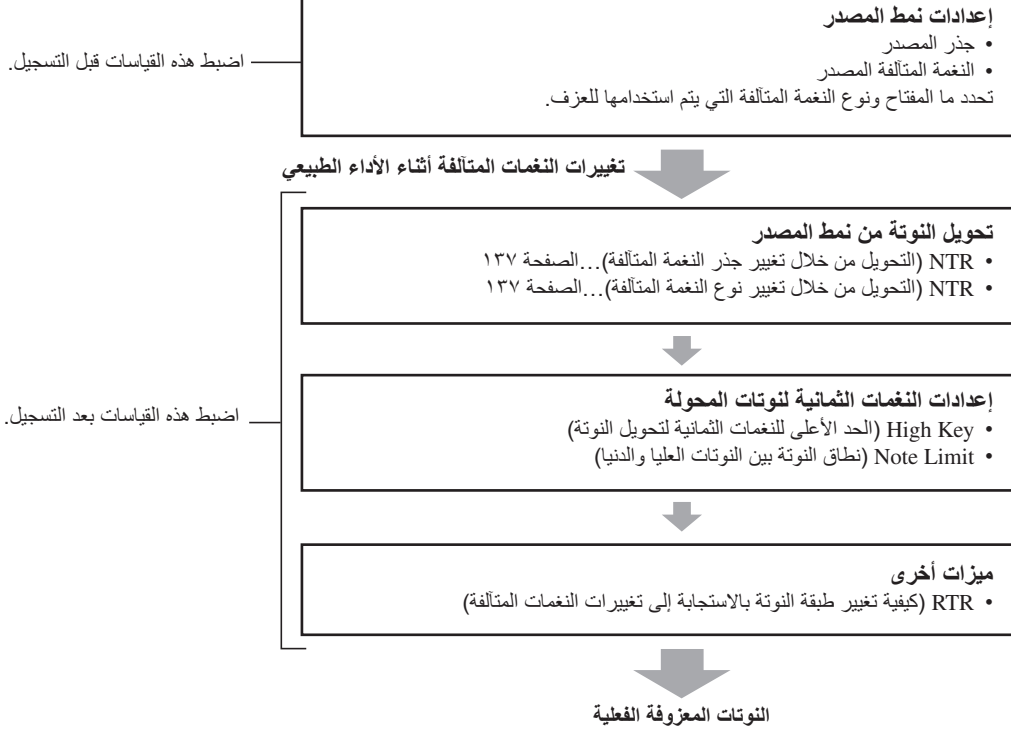 إعدادات نمط المصدر
• جذر المصدر
• النغمة المتآلفة المصدر
تحدد ما المفتاح ونوع النغمة المتآلفة التي يتم استخدامها للعزف.
اضبط هذه القياسات قبل التسجيل.
تغييرات النغمات المتآلفة أثناء الأداء الطبيعي
تحويل النوتة من نمط المصدر
• NTR (التحويل من خلال تغيير جذر النغمة المتآلفة)...الصفحة ١٣٧
• NTR (التحويل من خلال تغيير نوع النغمة المتآلفة)...الصفحة ١٣٧
إعدادات النغمات الثمانية لنوتات المحولة
• High Key (الحد الأعلى للنغمات الثمانية لتحويل النوتة)
• Note Limit (نطاق النوتة بين النوتات العليا والدنيا)
اضبط هذه القياسات بعد التسجيل.
ميزات أخرى
• RTR (كيفية تغيير طبقة النوتة بالاستجابة إلى تغييرات النغمات المتآلفة)
النوتات المعزوفة الفعلية